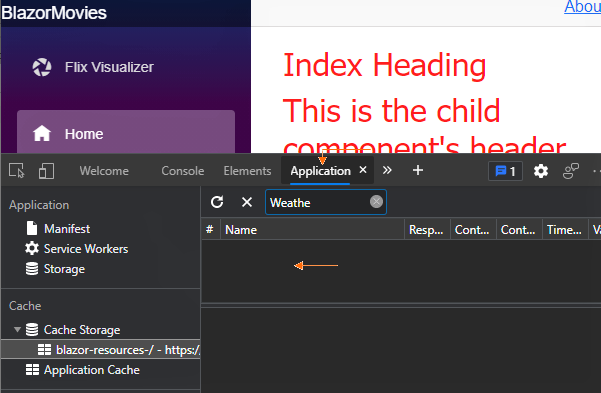 BlazorMovies
Abou
Flix Visualizer
Index Heading
This is the child
component's header
Home
Welcome
Console
Elements
Application
1
Application
Weathe
Manifest
# Name Resp... Cont... Cont... Time... Va
Service Workers
Storage
Cache
Cache Storage
blazor-resources-/ - https:/
Application Cache